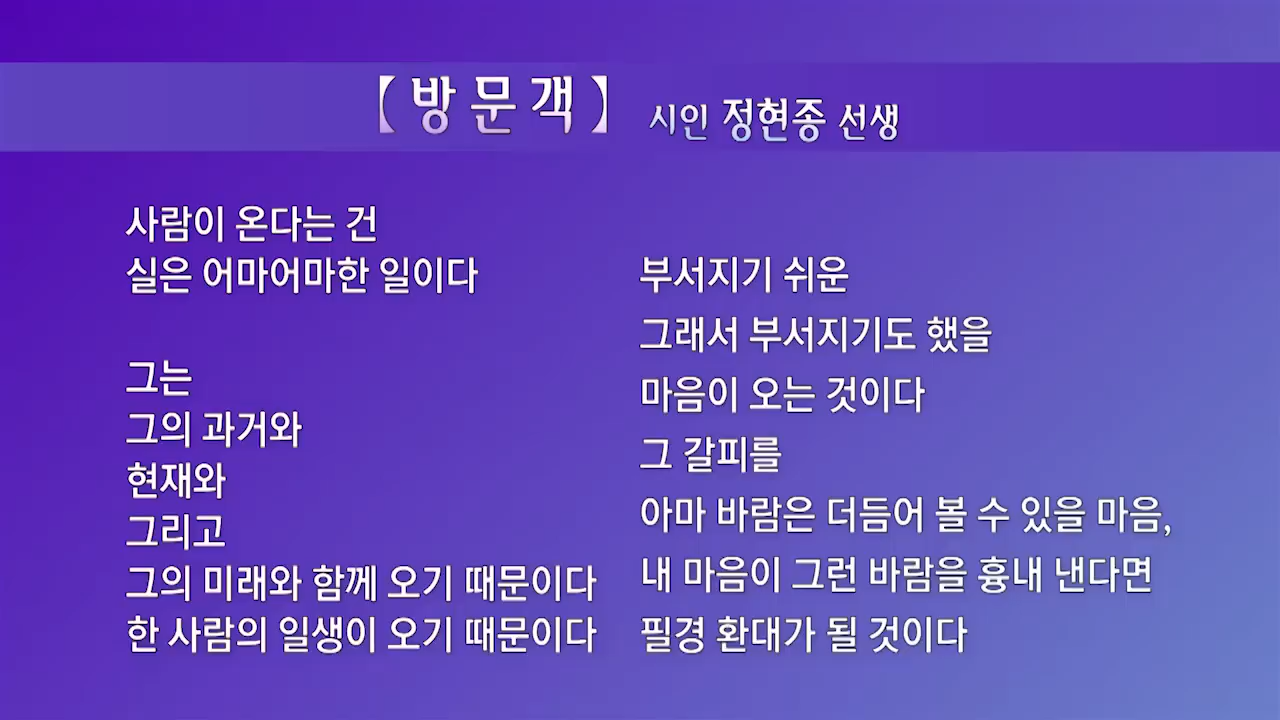 【방문객】 시인 정현종 선생
사람이 온다는 건
실은 어마어마한 일이다
그는
그의 과거와
현재와
그리고
그의 미래와 함께 오기 때문이다
한 사람의 일생이 오기 때문이다
부서지기 쉬운
그래서 부서지기도 했을
마음이 오는 것이다
그 갈피를
아마 바람은 더듬어 볼 수 있을 마음,
내 마음이 그런 바람을 흉내 낸다면
필경 환대가 될 것이다